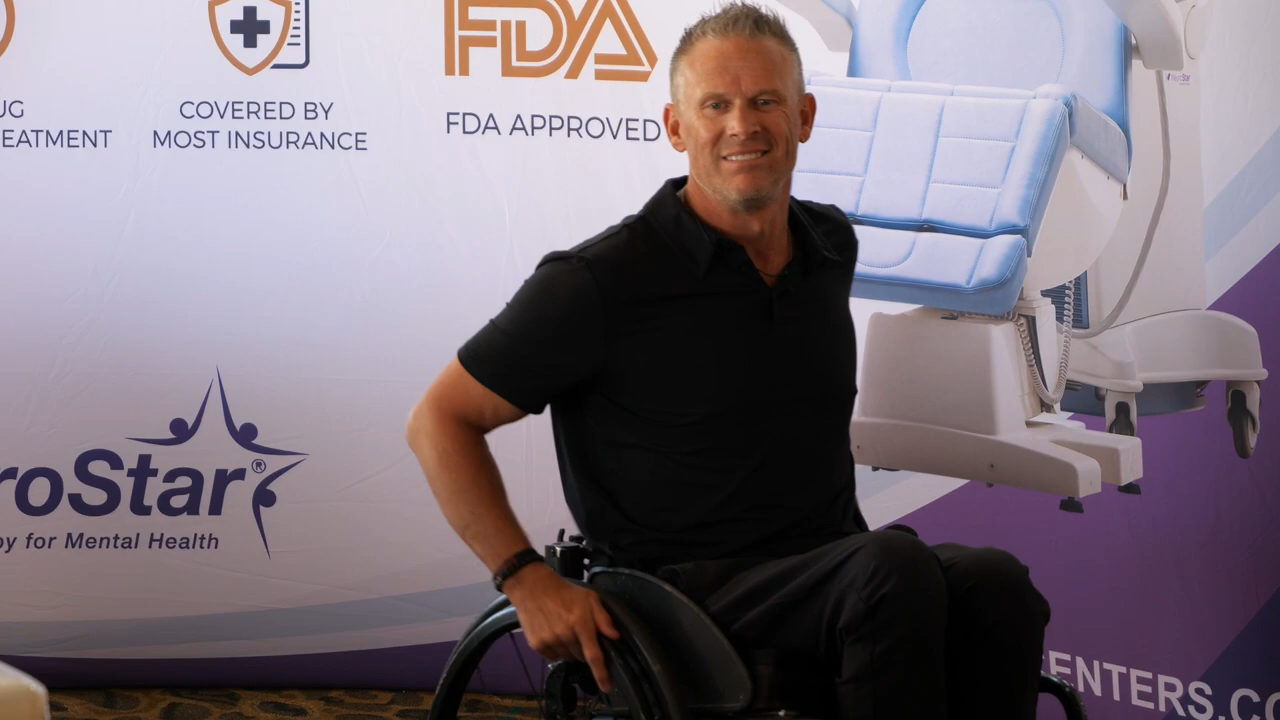 FDA
UG
EATMENT
COVERED BY
MOST INSURANCE
FDA APPROVED
roStar®
y for Mental Health
ENTERS.CO